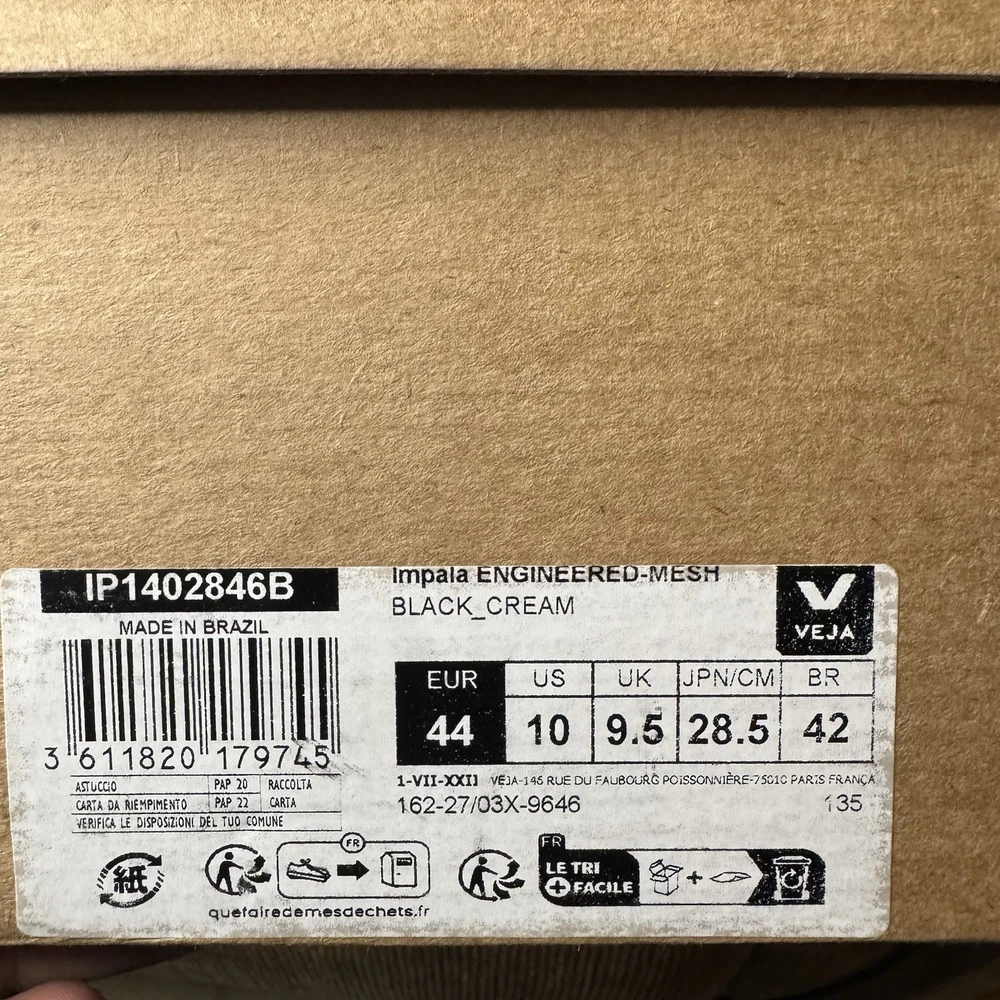 IP1402846B
MADE IN BRAZIL
3 611820 179745
ASTUCCIO PAP 20 RACCOLTA
CARTA DA RIEMPIMENTO PAP 22 CARTA
VERIFICA LE DISPOSIZIONI DEL TUO COMUNE
Impala ENGINEERED-MESH
BLACK_CREAM
VEJA
EUR US UK JPN/CM BR
44 10 9.5 28.5 42
1-VII-XXII VEJA-146 RUE DU FAUBOURG POISSONNIÈRE-75010 PARIS FRANÇA
162-27/03X-9646 135
紙
FR
quefairedemesdechets.fr
FR
LE TRI
+ FACILE
+